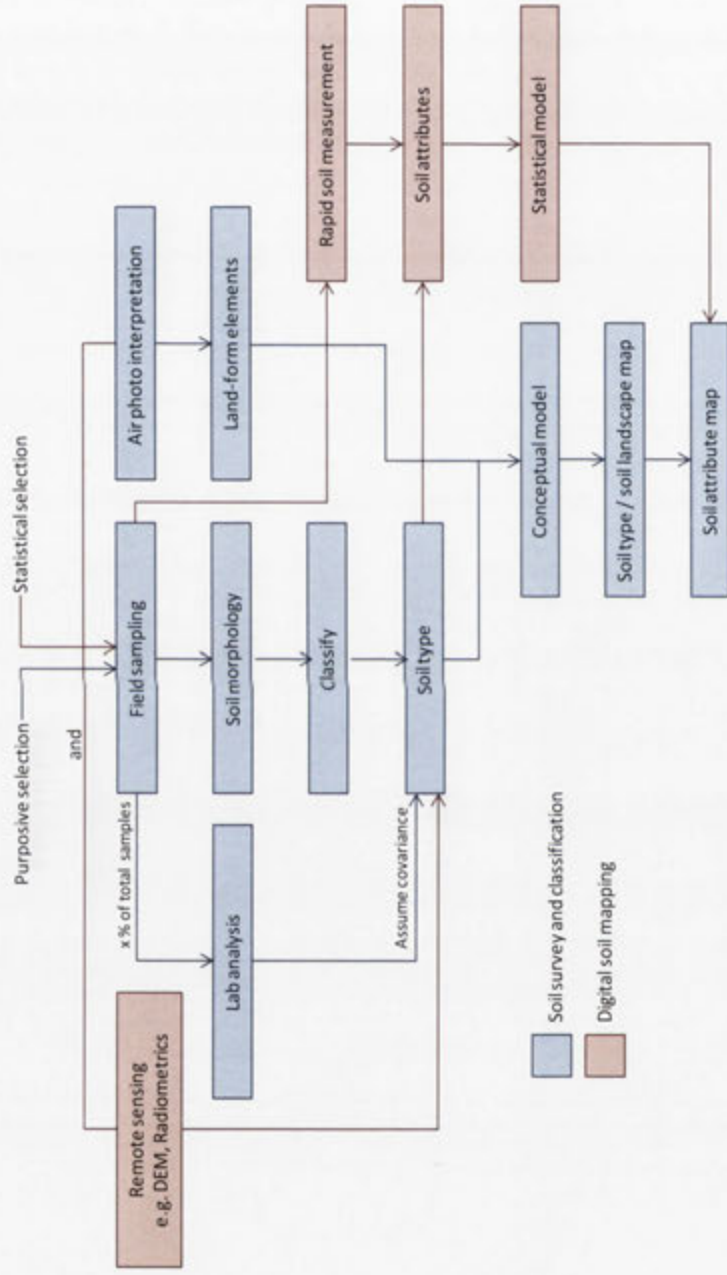 Purposive selection
Statistical selection
and
Remote sensing
e.g. DEM, Radiometrics
x % of total samples
Field sampling
Air photo interpretation
Lab analysis
Soil morphology
Land-form elements
Rapid soil measurement
Classify
Assume covariance
Soil type
Soil attributes
Conceptual model
Statistical model
Soil type / soil landscape map
Soil attribute map
Soil survey and classification
Digital soil mapping